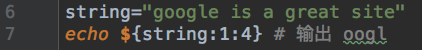 6 string="google is a great site"
7 echo ${string:1:4} # 输出 oogl